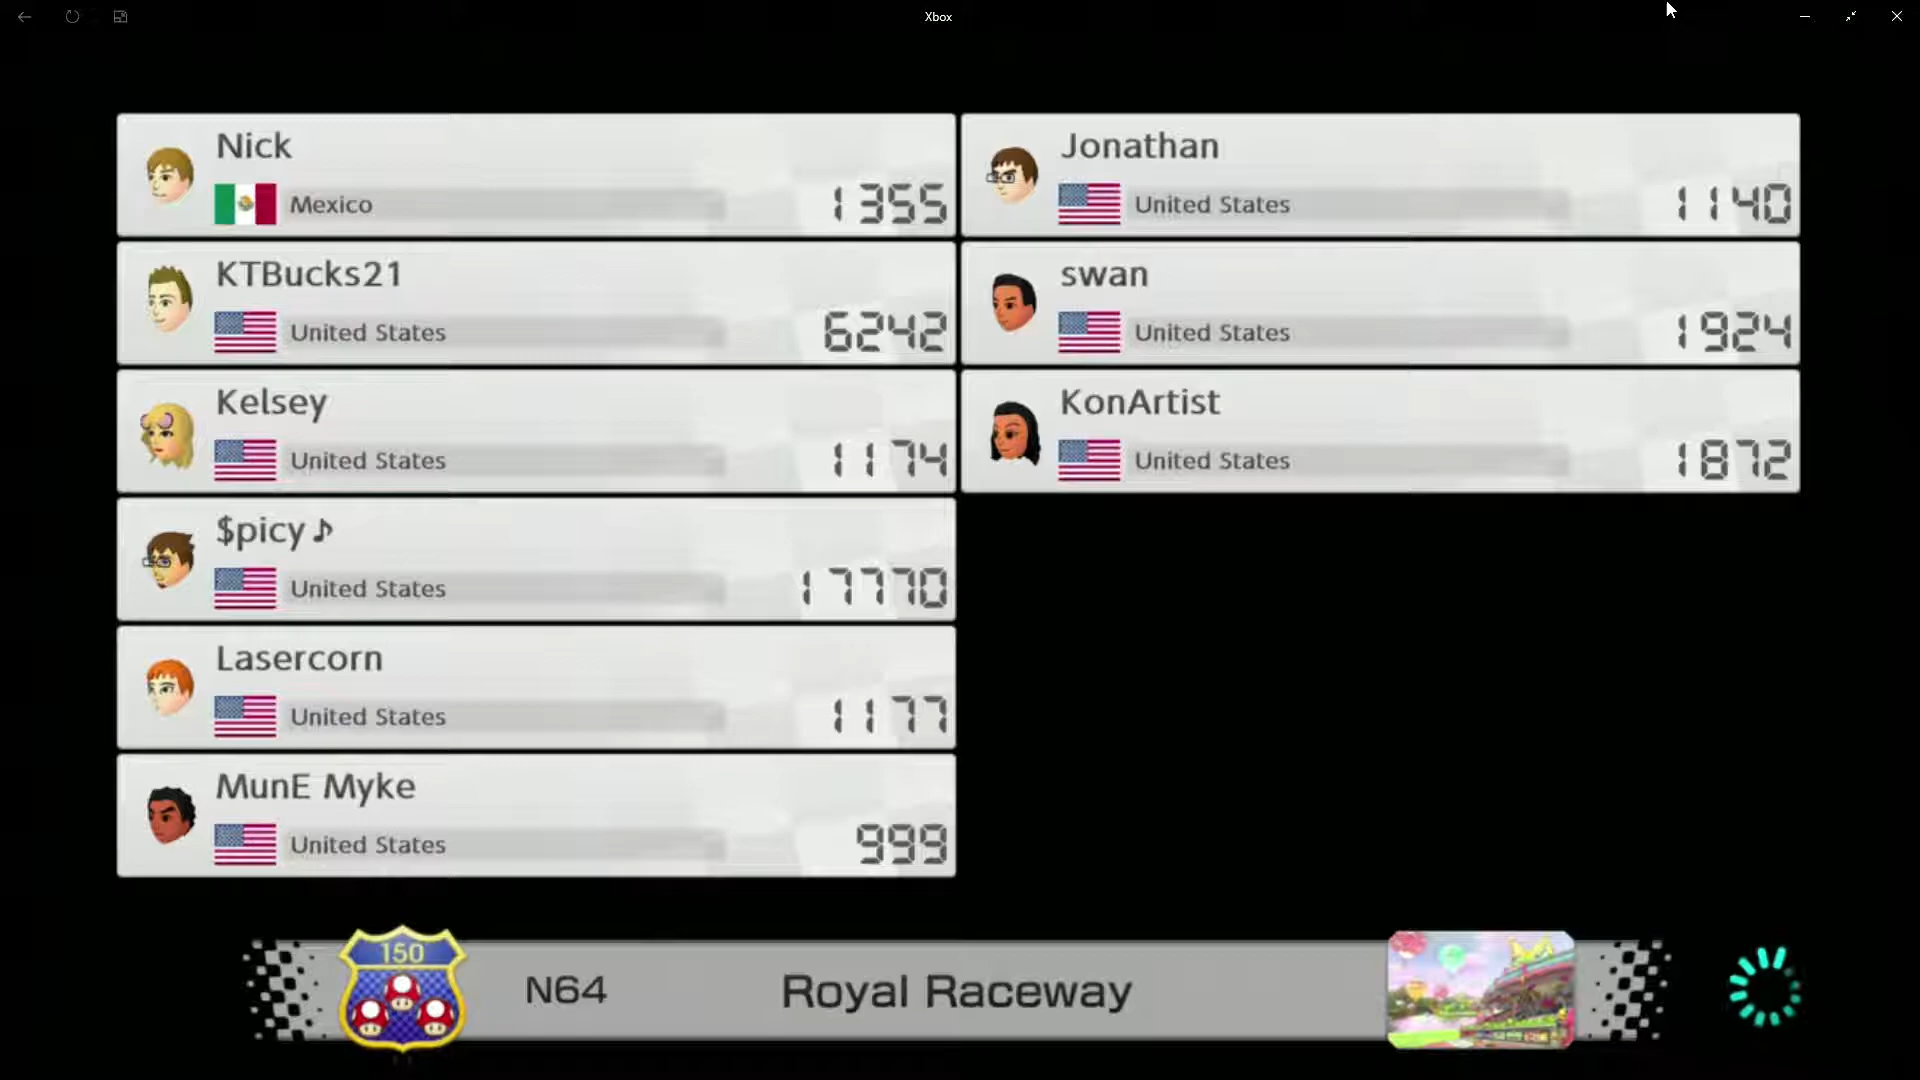 Xbox
Nick
Mexico 1355
KTBucks21
United States 6242
Kelsey
United States 1174
$picy♪
United States 17770
Lasercorn
United States 1177
MunE Myke
United States 999
Jonathan
United States 1140
swan
United States 1924
KonArtist
United States 1872
150
N64 Royal Raceway